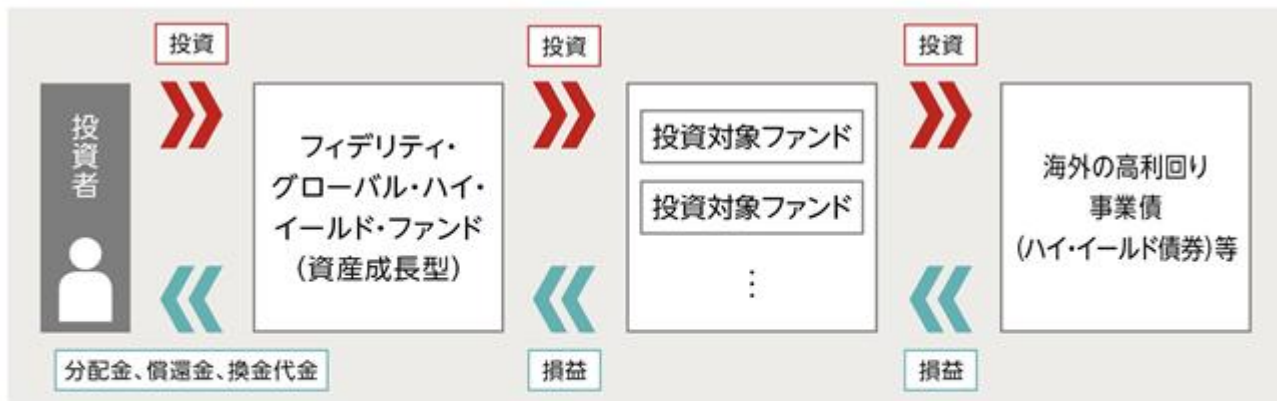 投資
投資
投資
投資者
フィデリティ・
グローバル・ハイ・
イールド・ファンド
(資産成長型)
投資対象ファンド
投資対象ファンド
⋮
海外の高利回り
事業債
(ハイ・イールド債券)等
分配金、償還金、換金代金
損益
損益